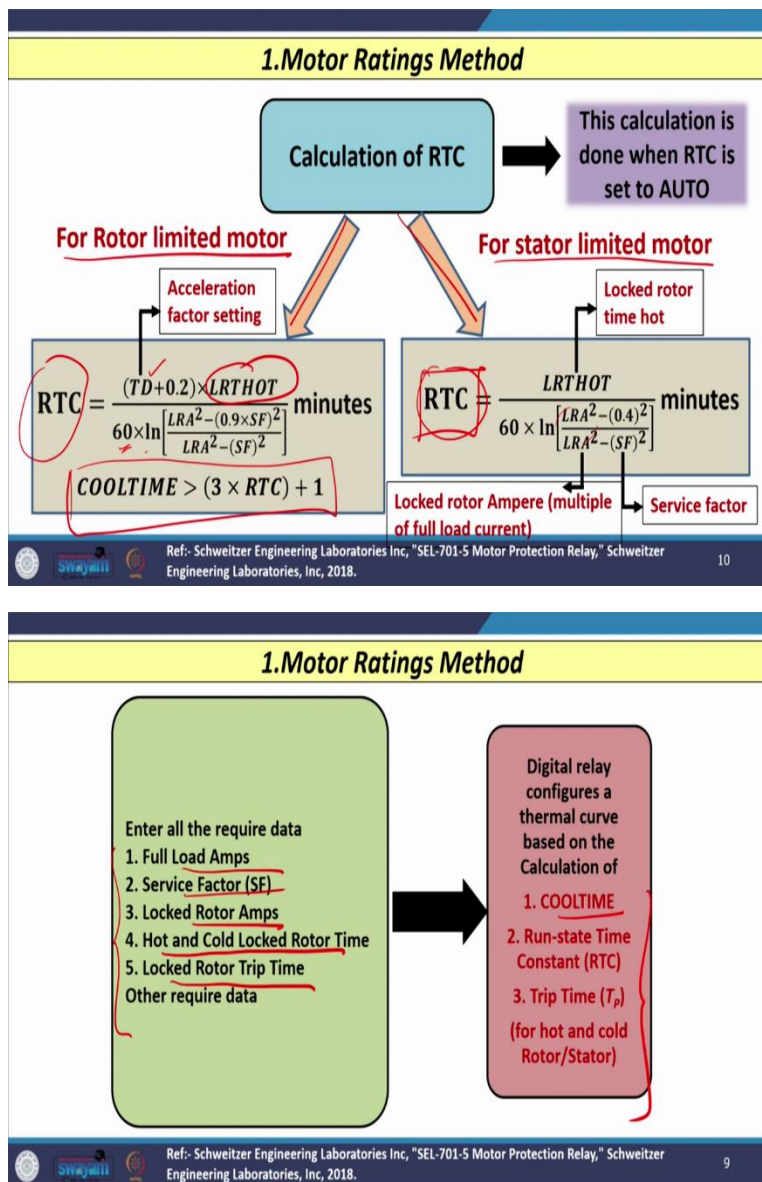 1.Motor Ratings Method
Calculation of RTC
This calculation is
done when RTC is
set to AUTO
For Rotor limited motor
Acceleration
factor setting
RTC = (TD+0.2)×LRTHOT / 60×ln[LRA²−(0.9×SF)² / LRA²−(SF)²] minutes
COOLTIME > (3 × RTC) + 1
For stator limited motor
Locked rotor
time hot
RTC = LRTHOT / 60 × ln[LRA²−(0.4)² / LRA²−(SF)²] minutes
Locked rotor Ampere (multiple
of full load current)
Service factor
swayam
Ref:- Schweitzer Engineering Laboratories Inc, "SEL-701-5 Motor Protection Relay," Schweitzer
Engineering Laboratories, Inc, 2018.
10
1.Motor Ratings Method
Enter all the require data
1. Full Load Amps
2. Service Factor (SF)
3. Locked Rotor Amps
4. Hot and Cold Locked Rotor Time
5. Locked Rotor Trip Time
Other require data
Digital relay
configures a
thermal curve
based on the
Calculation of
1. COOLTIME
2. Run-state Time
Constant (RTC)
3. Trip Time (T_P)
(for hot and cold
Rotor/Stator)
swayam
Ref:- Schweitzer Engineering Laboratories Inc, "SEL-701-5 Motor Protection Relay," Schweitzer
Engineering Laboratories, Inc, 2018.
9